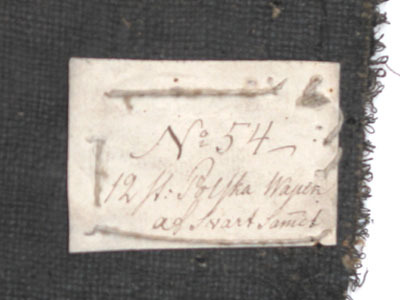 No 54
12 st: Polska Wapen
af Svart Samet